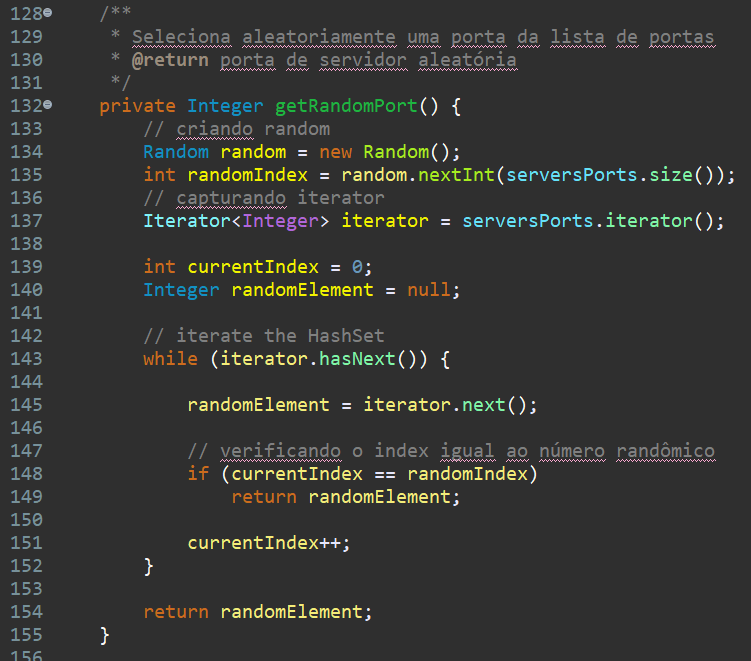 128 /**
129 * Seleciona aleatoriamente uma porta da lista de portas
130 * @return porta de servidor aleatória
131 */
132 private Integer getRandomPort() {
133 // criando random
134 Random random = new Random();
135 int randomIndex = random.nextInt(serversPorts.size());
136 // capturando iterator
137 Iterator<Integer> iterator = serversPorts.iterator();
138
139 int currentIndex = 0;
140 Integer randomElement = null;
141
142 // iterate the HashSet
143 while (iterator.hasNext()) {
144
145 randomElement = iterator.next();
146
147 // verificando o index igual ao número randômico
148 if (currentIndex == randomIndex)
149 return randomElement;
150
151 currentIndex++;
152 }
153
154 return randomElement;
155 }
156